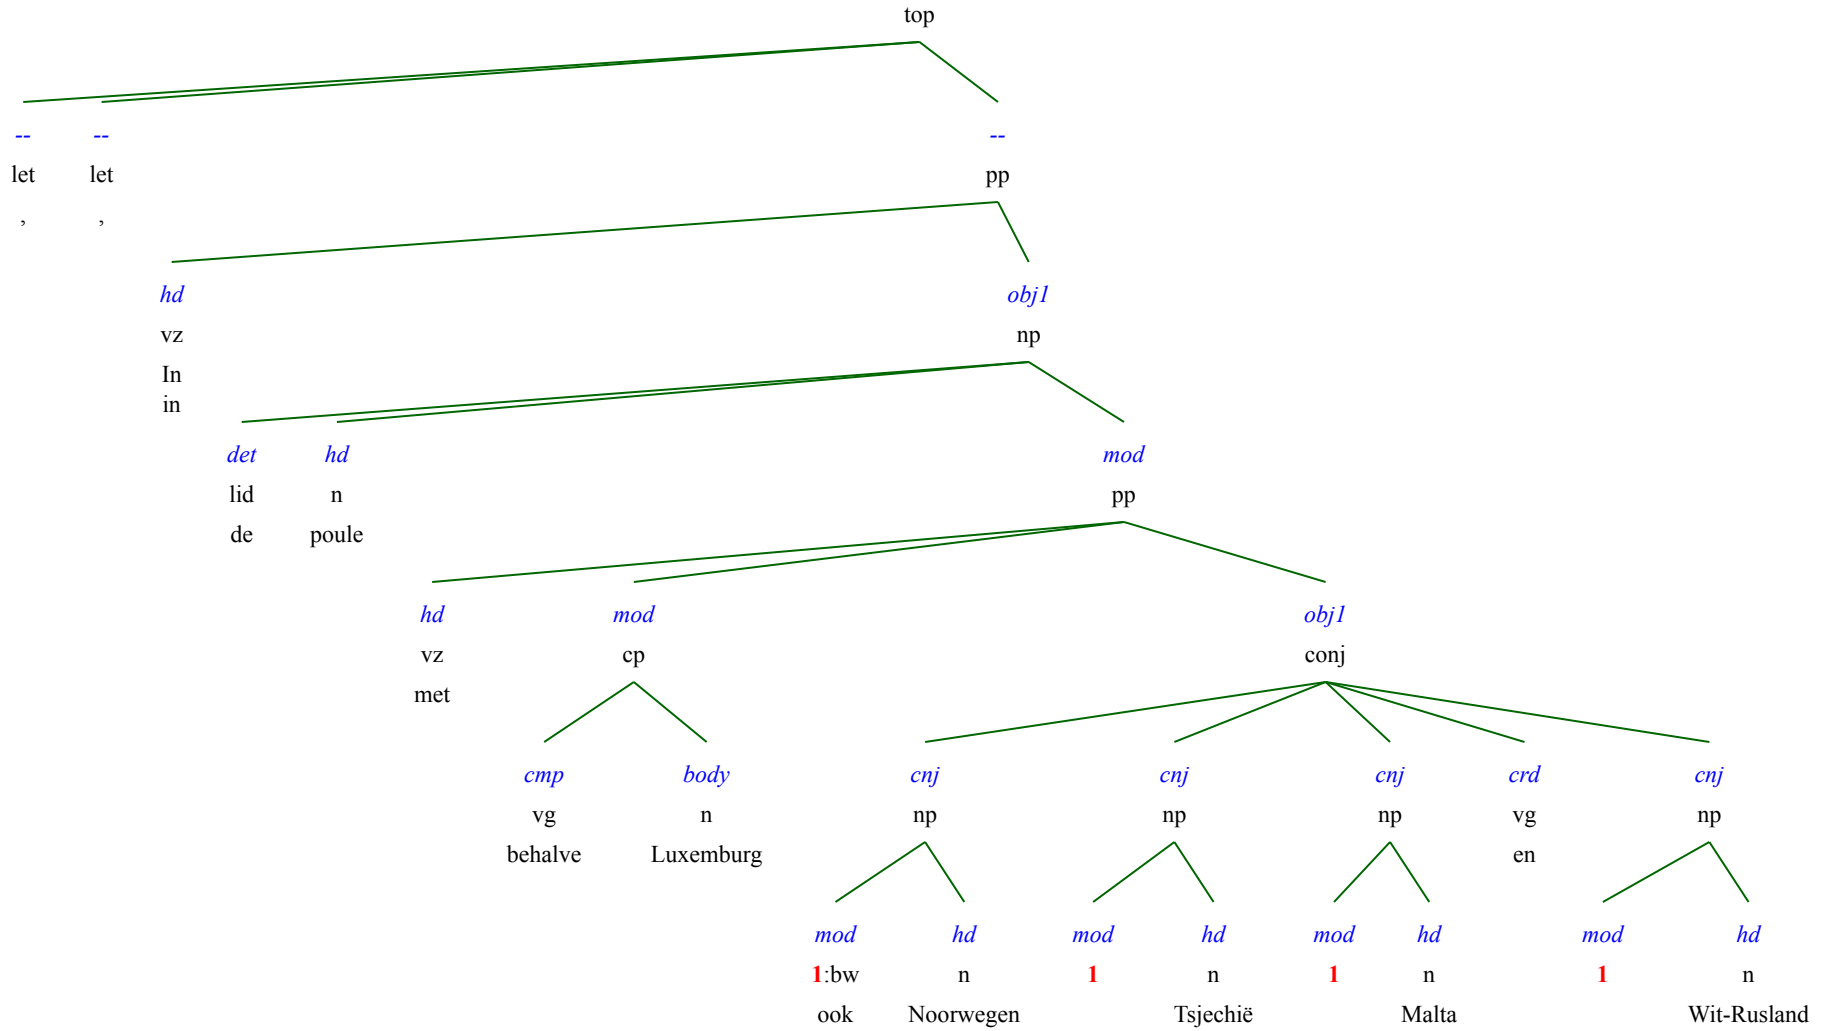 top
-- -- --
let let pp
, ,
hd obj1
vz np
In
in
det hd mod
lid n pp
de poule
hd mod obj1
vz cp conj
met
cmp body cnj cnj cnj crd cnj
vg n np np np vg np
behalve Luxemburg en
mod hd mod hd mod hd mod hd
1:bw n 1 n 1 n 1 n
ook Noorwegen Tsjechië Malta Wit-Rusland